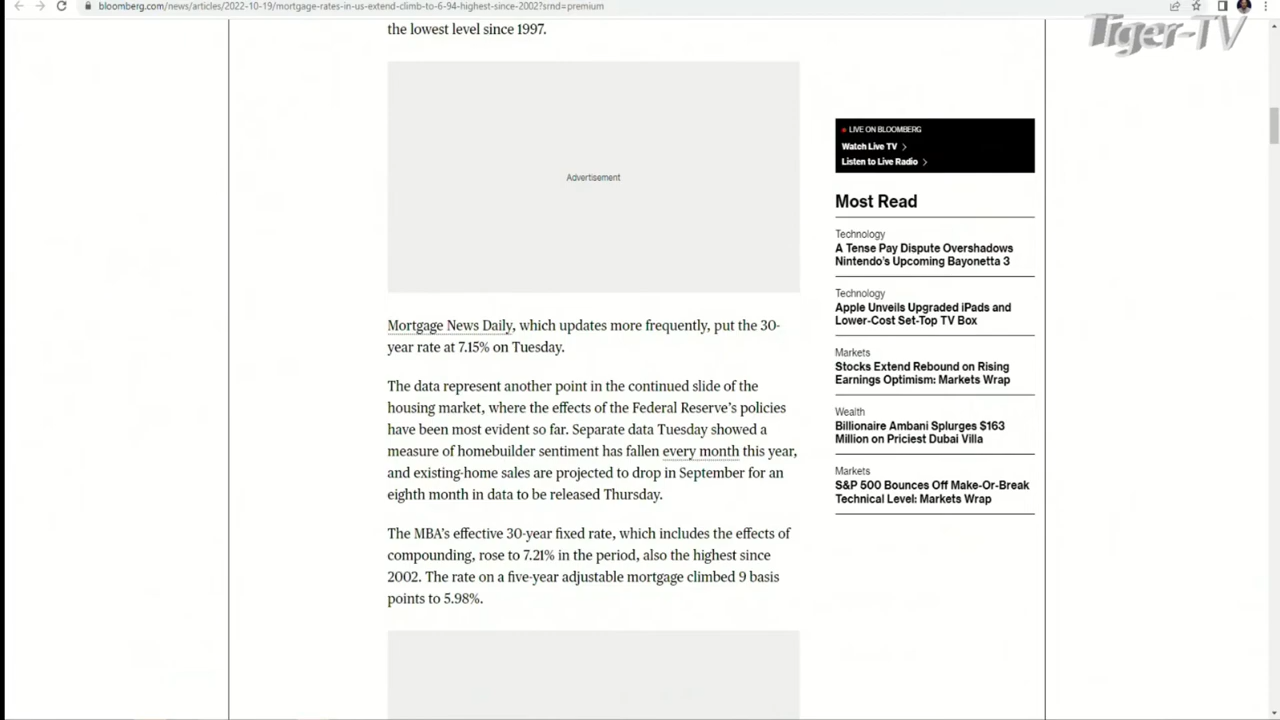 bloomberg.com/news/articles/2022-10-19/mortgage-rates-in-us-extend-climb-to-6-94-highest-since-2002?srnd=premium
Tiger-TV
the lowest level since 1997.
Advertisement
Mortgage News Daily, which updates more frequently, put the 30-
year rate at 7.15% on Tuesday.
The data represent another point in the continued slide of the
housing market, where the effects of the Federal Reserve's policies
have been most evident so far. Separate data Tuesday showed a
measure of homebuilder sentiment has fallen every month this year,
and existing-home sales are projected to drop in September for an
eighth month in data to be released Thursday.
The MBA's effective 30-year fixed rate, which includes the effects of
compounding, rose to 7.21% in the period, also the highest since
2002. The rate on a five-year adjustable mortgage climbed 9 basis
points to 5.98%.
LIVE ON BLOOMBERG
Watch Live TV
Listen to Live Radio
Most Read
Technology
A Tense Pay Dispute Overshadows
Nintendo's Upcoming Bayonetta 3
Technology
Apple Unveils Upgraded iPads and
Lower-Cost Set-Top TV Box
Markets
Stocks Extend Rebound on Rising
Earnings Optimism: Markets Wrap
Wealth
Billionaire Ambani Splurges $163
Million on Priciest Dubai Villa
Markets
S&P 500 Bounces Off Make-Or-Break
Technical Level: Markets Wrap